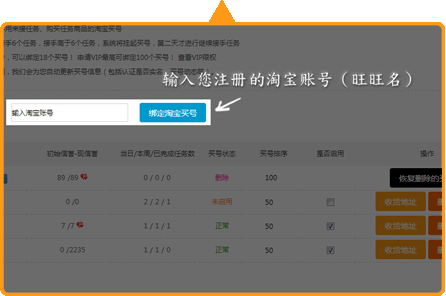 用来接任务、购买任务商品的淘宝买号
接手6个任务，接手高于6个任务，系统将挂起买号，第二天才进行继续接手任务
，可以绑定18个买号！ 申请VIP最高可绑定100个买号！ 查看VIP特权
，我们会为您自动更新买号信誉（包括认证是否实名
输入您注册的淘宝账号（旺旺名）
输入淘宝账号 绑定淘宝买号
初始信誉-现信誉 当日/本周/已完成任务数 买号状态 买号排序 是否启用 操作
89 /89 0 / 0 / 0 删除 100 恢复删除的买
0 /0 2 / 2 / 1 未启用 50 收货地址
7 /7 1 / 1 / 1 正常 50 收货地址
0 /2235 1 / 1 / 0 正常 50 收货地址